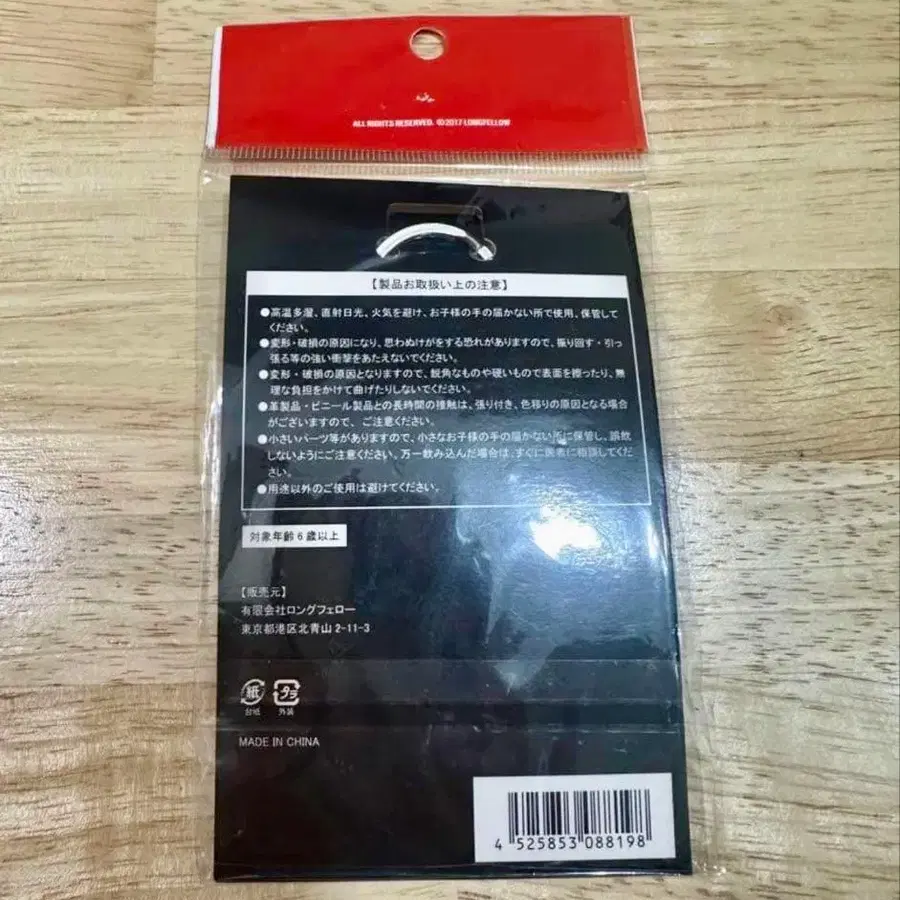 ALL RIGHTS RESERVED. ©2017 LONGFELLOW
【製品お取扱い上の注意】
●高温多湿、直射日光、火気を避け、お子様の手の届かない所で使用、保管して
ください。
●変形・破損の原因になり、思わぬけがをする恐れがありますので、振り回す・引っ
張る等の強い衝撃をあたえないでください。
●変形・破損の原因となりますので、鋭角なものや硬いもので表面を擦ったり、無
理な負担をかけて曲げたりしないでください。
●革製品・ビニール製品との長時間の接触は、張り付き、色移りの原因となる場合
がございますので、ご注意ください。
●小さいパーツ等がありますので、小さなお子様の手の届かない所に保管し、誤飲
しないようにご注意ください。万一飲み込んだ場合は、すぐに医者に相談してくだ
さい。
●用途以外のご使用は避けてください。
対象年齢6歳以上
【販売元】
有限会社ロングフェロー
東京都港区北青山2-11-3
紙 プラ
台紙 外装
MADE IN CHINA
4 525853 088198